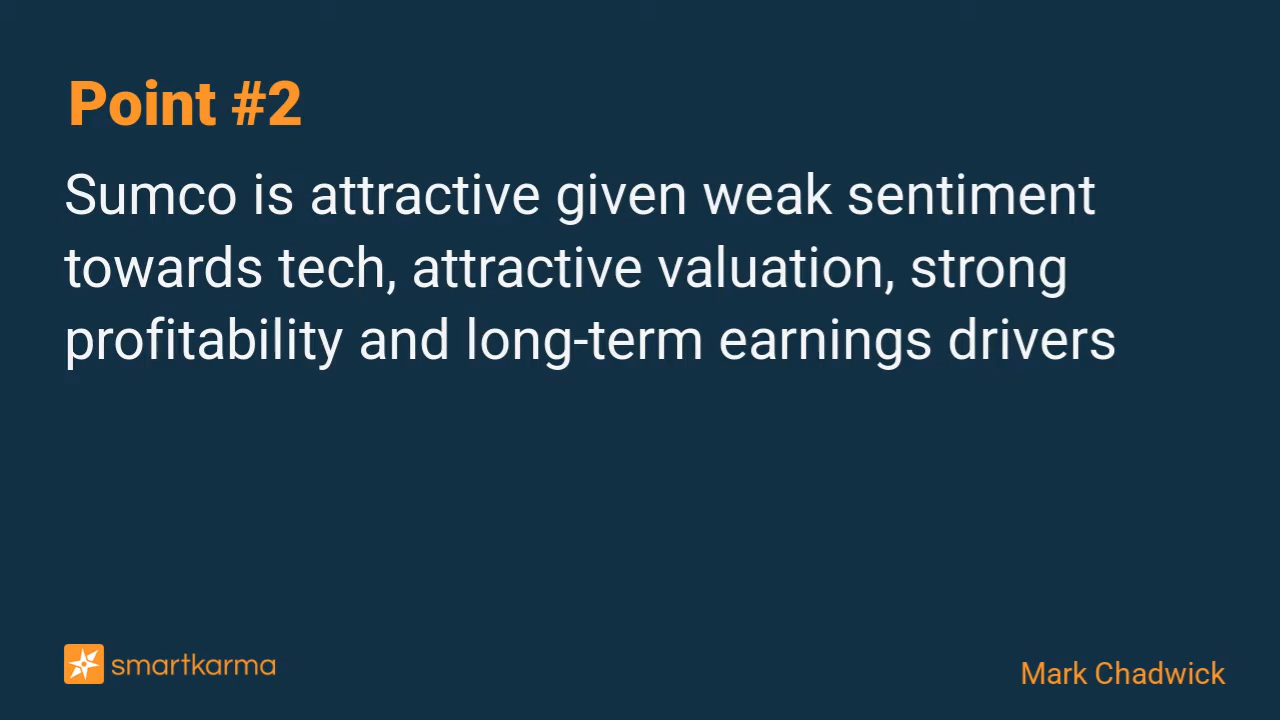 Point #2
Sumco is attractive given weak sentiment
towards tech, attractive valuation, strong
profitability and long-term earnings drivers
smartkarma
Mark Chadwick